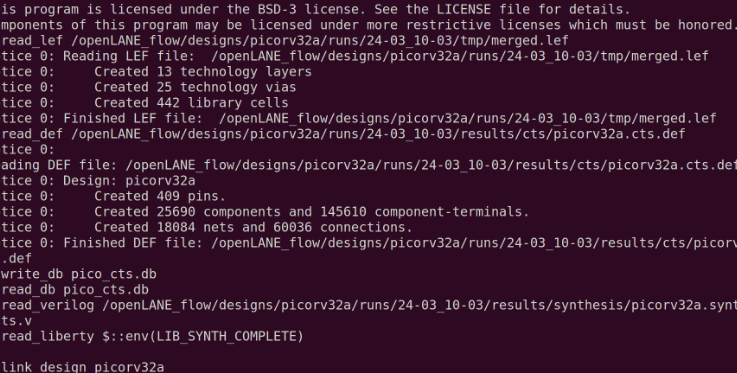 is program is licensed under the BSD-3 license. See the LICENSE file for details.
mponents of this program may be licensed under more restrictive licenses which must be honored.
read_lef /openLANE_flow/designs/picorv32a/runs/24-03_10-03/tmp/merged.lef
tice 0: Reading LEF file:  /openLANE_flow/designs/picorv32a/runs/24-03_10-03/tmp/merged.lef
tice 0:     Created 13 technology layers
tice 0:     Created 25 technology vias
tice 0:     Created 442 library cells
tice 0: Finished LEF file:  /openLANE_flow/designs/picorv32a/runs/24-03_10-03/tmp/merged.lef
read_def /openLANE_flow/designs/picorv32a/runs/24-03_10-03/results/cts/picorv32a.cts.def
tice 0:
ading DEF file: /openLANE_flow/designs/picorv32a/runs/24-03_10-03/results/cts/picorv32a.cts.def
tice 0: Design: picorv32a
tice 0:     Created 409 pins.
tice 0:     Created 25690 components and 145610 component-terminals.
tice 0:     Created 18084 nets and 60036 connections.
tice 0: Finished DEF file: /openLANE_flow/designs/picorv32a/runs/24-03_10-03/results/cts/picorv
.def
write_db pico_cts.db
read_db pico_cts.db
read_verilog /openLANE_flow/designs/picorv32a/runs/24-03_10-03/results/synthesis/picorv32a.synt
ts.v
read_liberty $::env(LIB_SYNTH_COMPLETE)
link_design picorv32a